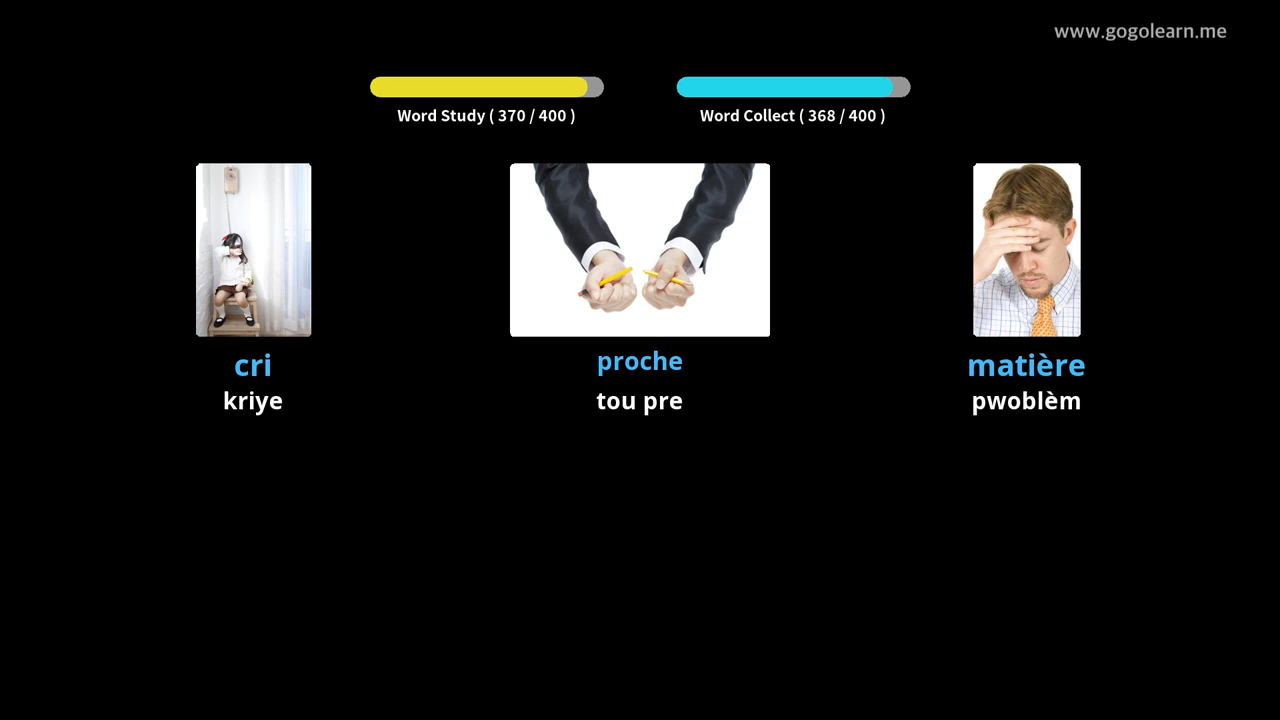 www.gogolearn.me
Word Study ( 370 / 400 )
Word Collect ( 368 / 400 )
cri
kriye
proche
tou pre
matière
pwoblèm